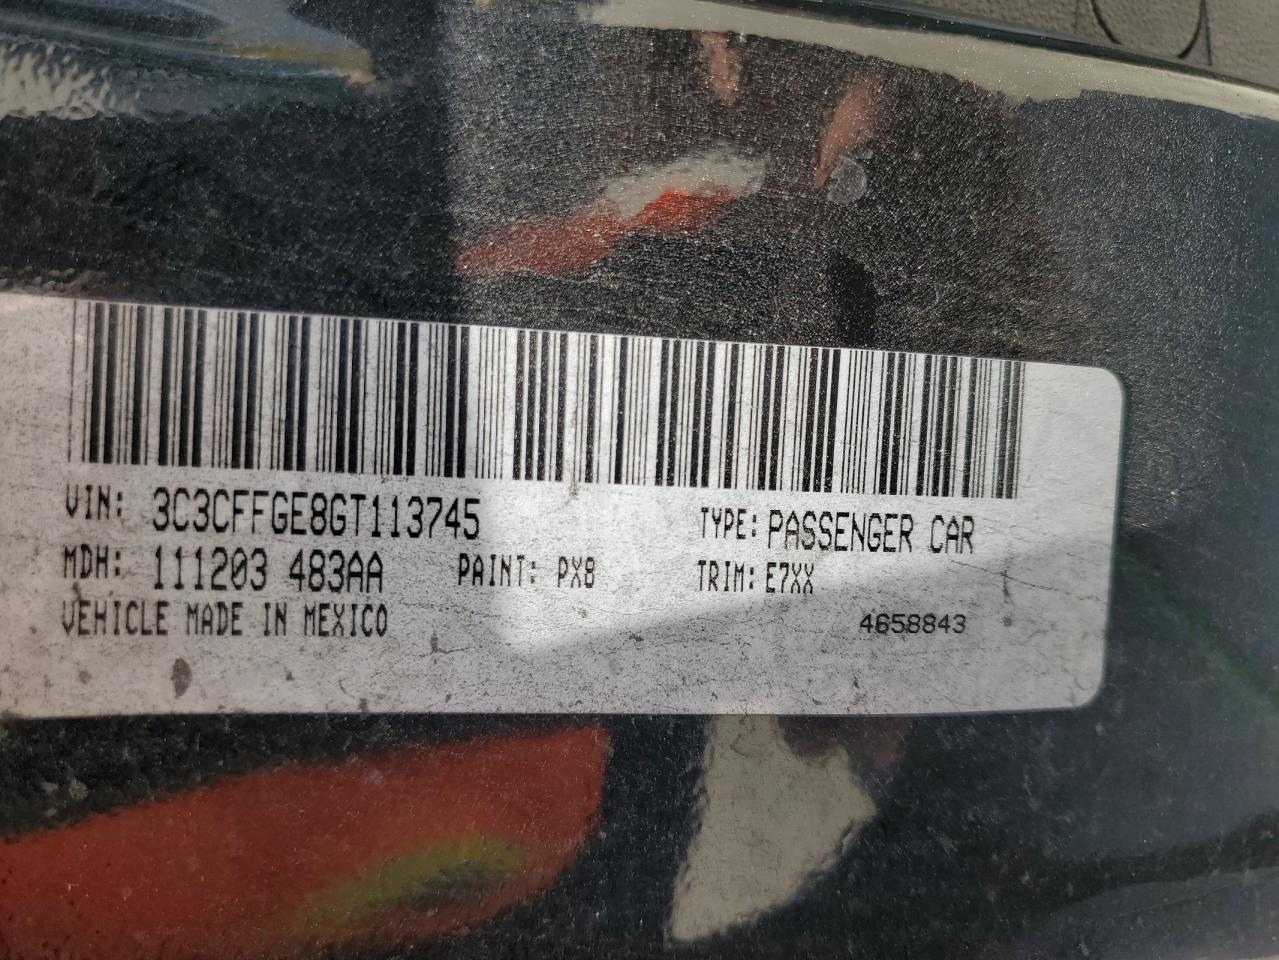 VIN: 3C3CFFGE8GT113745 TYPE: PASSENGER CAR
MDH: 111203 483AA PAINT: PX8 TRIM: E7XX
VEHICLE MADE IN MEXICO 4658843